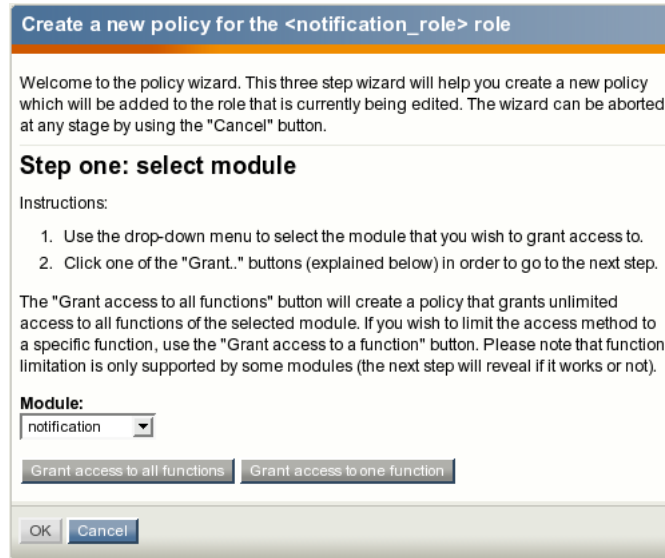 Create a new policy for the <notification_role> role
Welcome to the policy wizard. This three step wizard will help you create a new policy
which will be added to the role that is currently being edited. The wizard can be aborted
at any stage by using the "Cancel" button.
Step one: select module
Instructions:
1. Use the drop-down menu to select the module that you wish to grant access to.
2. Click one of the "Grant.." buttons (explained below) in order to go to the next step.
The "Grant access to all functions" button will create a policy that grants unlimited
access to all functions of the selected module. If you wish to limit the access method to
a specific function, use the "Grant access to a function" button. Please note that function
limitation is only supported by some modules (the next step will reveal if it works or not).
Module:
notification
Grant access to all functions Grant access to one function
OK Cancel